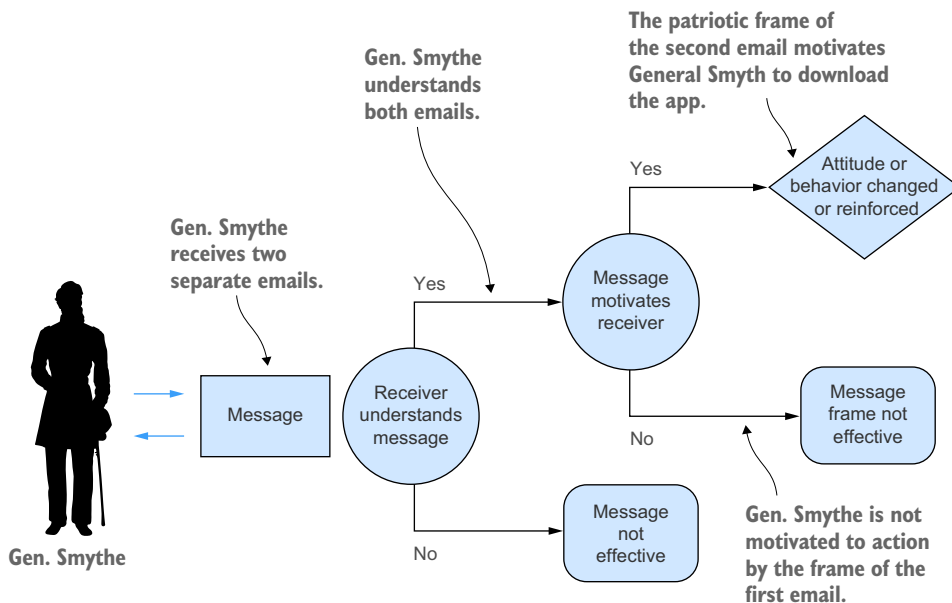 The patriotic frame of
the second email motivates
General Smyth to download
the app.
Gen. Smythe
understands
both emails.
Yes
Attitude or
behavior changed
or reinforced
Gen. Smythe
receives two
separate emails.
Yes
Message
motivates
receiver
Message
Receiver
understands
message
No
Message
frame not
effective
No
Message
not
effective
Gen. Smythe is not
motivated to action
by the frame of the
first email.
Gen. Smythe